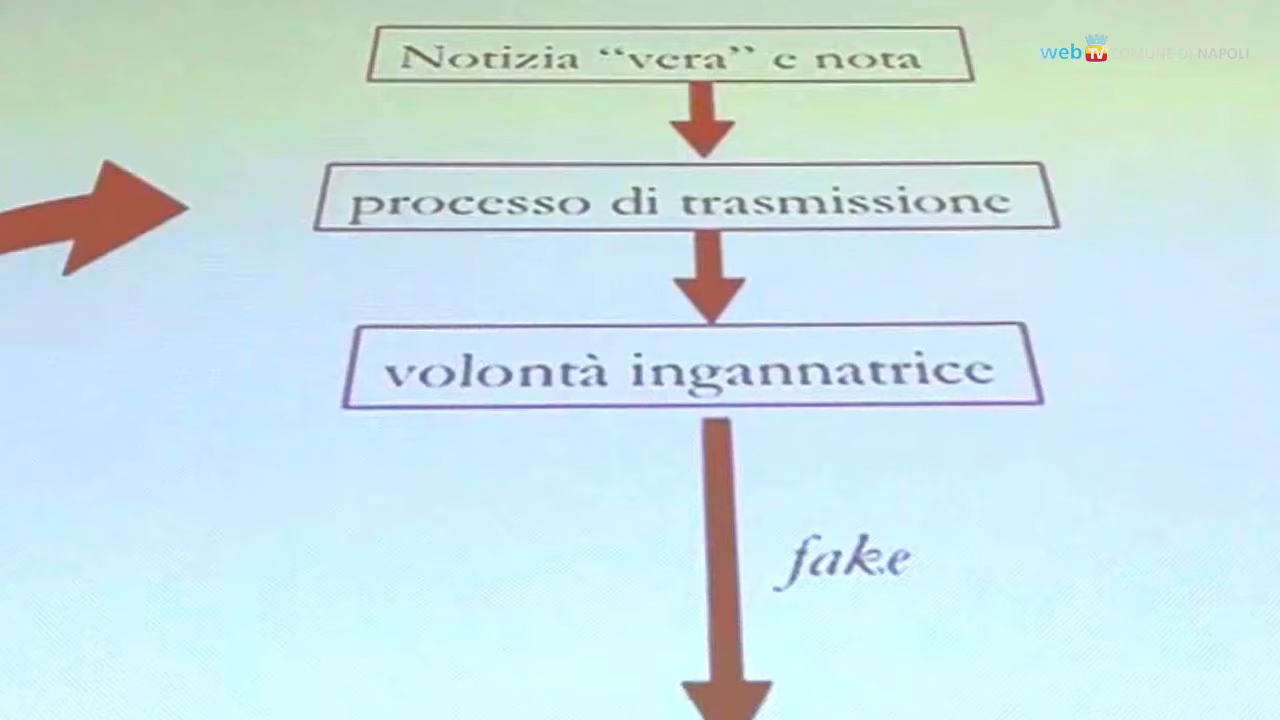 web TV COMUNE DI NAPOLI
Notizia “vera” e nota
processo di trasmissione
volontà ingannatrice
fake